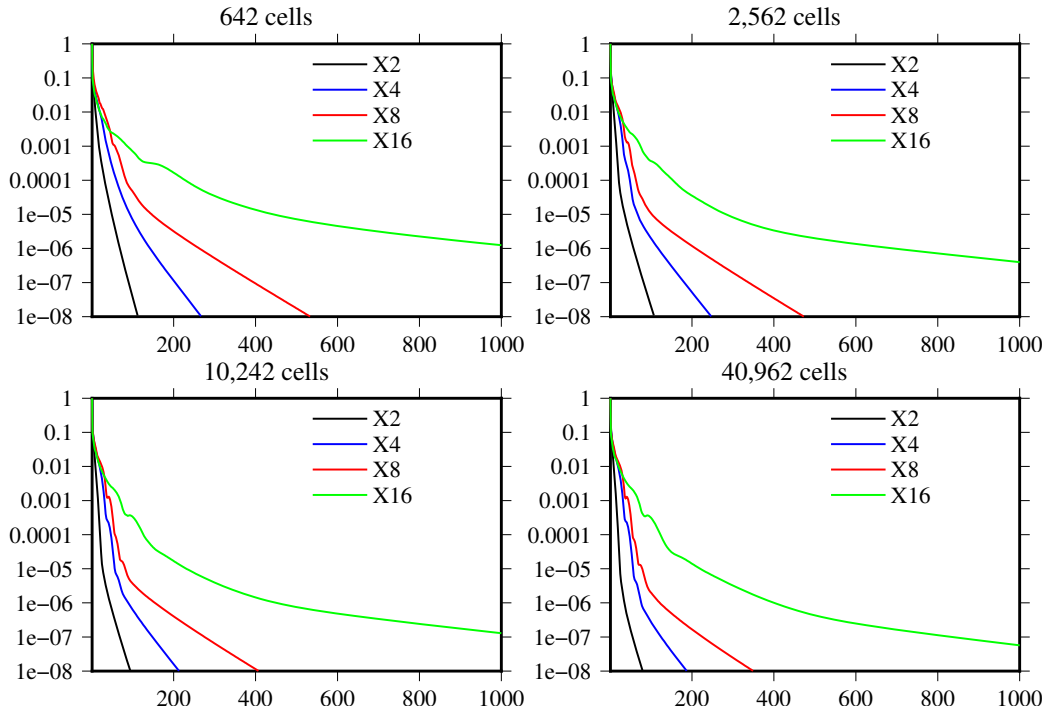 642 cells
1
0.1
0.01
0.001
0.0001
1e−05
1e−06
1e−07
1e−08
200
400
600
800
1000
X2
X4
X8
X16
2,562 cells
1
0.1
0.01
0.001
0.0001
1e−05
1e−06
1e−07
1e−08
200
400
600
800
1000
X2
X4
X8
X16
10,242 cells
1
0.1
0.01
0.001
0.0001
1e−05
1e−06
1e−07
1e−08
200
400
600
800
1000
X2
X4
X8
X16
40,962 cells
1
0.1
0.01
0.001
0.0001
1e−05
1e−06
1e−07
1e−08
200
400
600
800
1000
X2
X4
X8
X16